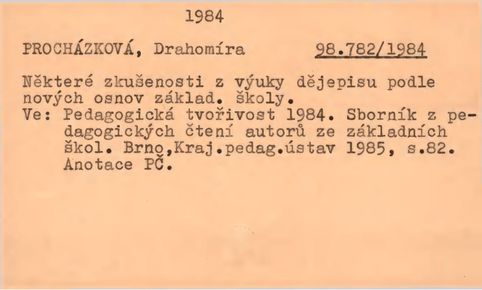 1984
PROCHÁZKOVÁ, Drahomíra 98.782/1984
Některé zkušenosti z výuky dějepisu podle
nových osnov základ. školy.
Ve: Pedagogická tvořivost 1984. Sborník z pe-
dagogických čtení autorů ze základních
škol. Brno,Kraj.pedag.ústav 1985, s.82.
Anotace PČ.